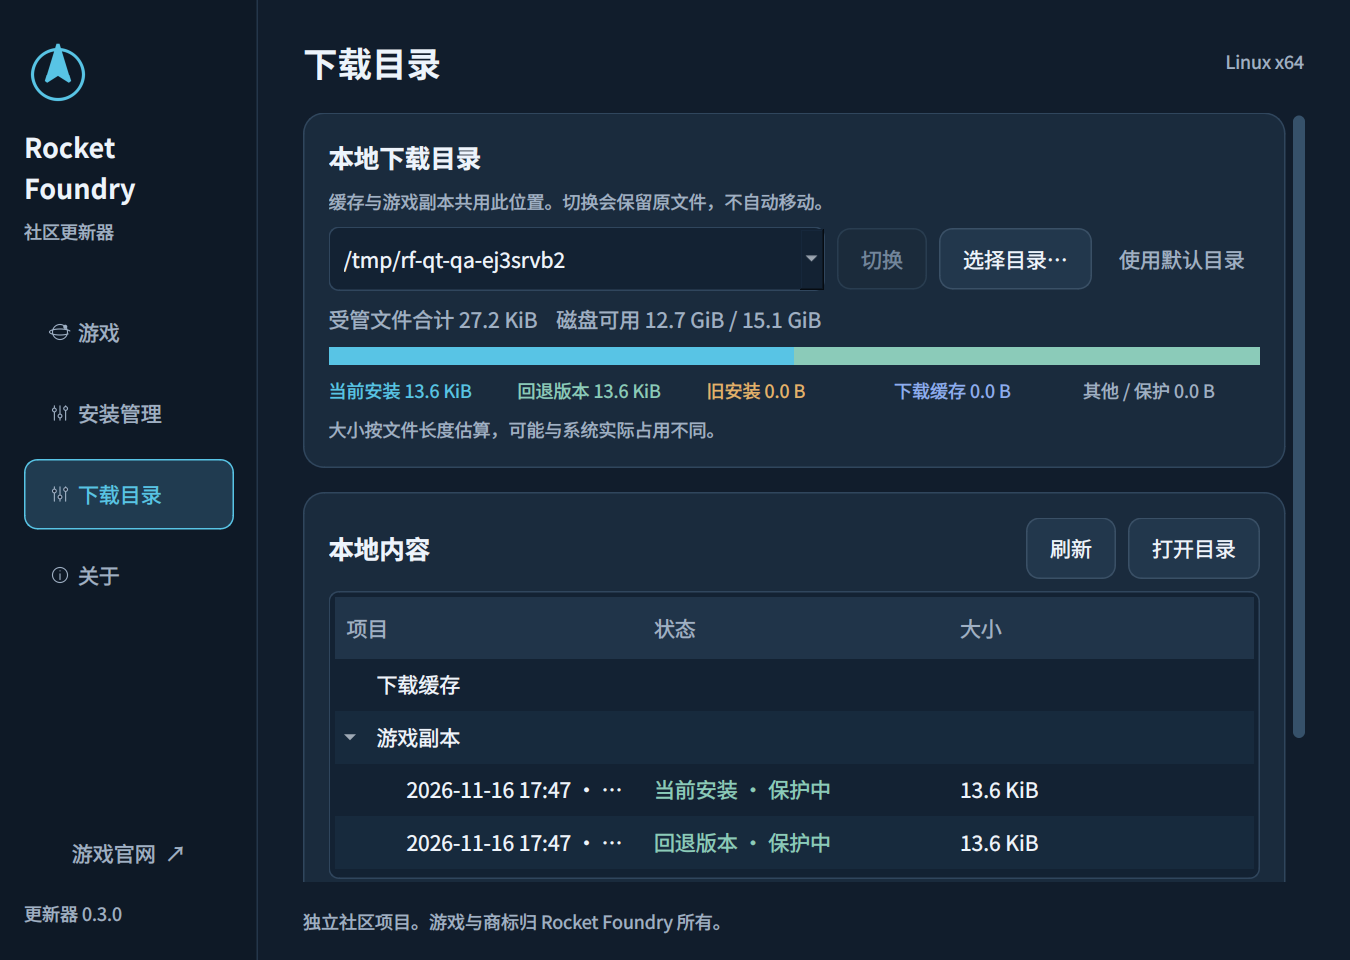 Rocket
Foundry
社区更新器
游戏
安装管理
下载目录
关于
游戏官网 ↗
更新器 0.3.0
下载目录
Linux x64
本地下载目录
缓存与游戏副本共用此位置。切换会保留原文件，不自动移动。
/tmp/rf-qt-qa-ej3srvb2
切换
选择目录…
使用默认目录
受管文件合计 27.2 KiB 磁盘可用 12.7 GiB / 15.1 GiB
当前安装 13.6 KiB 回退版本 13.6 KiB 旧安装 0.0 B 下载缓存 0.0 B 其他 / 保护 0.0 B
大小按文件长度估算，可能与系统实际占用不同。
本地内容
刷新
打开目录
项目 状态 大小
下载缓存
游戏副本
2026-11-16 17:47 · … 当前安装 · 保护中 13.6 KiB
2026-11-16 17:47 · … 回退版本 · 保护中 13.6 KiB
独立社区项目。游戏与商标归 Rocket Foundry 所有。